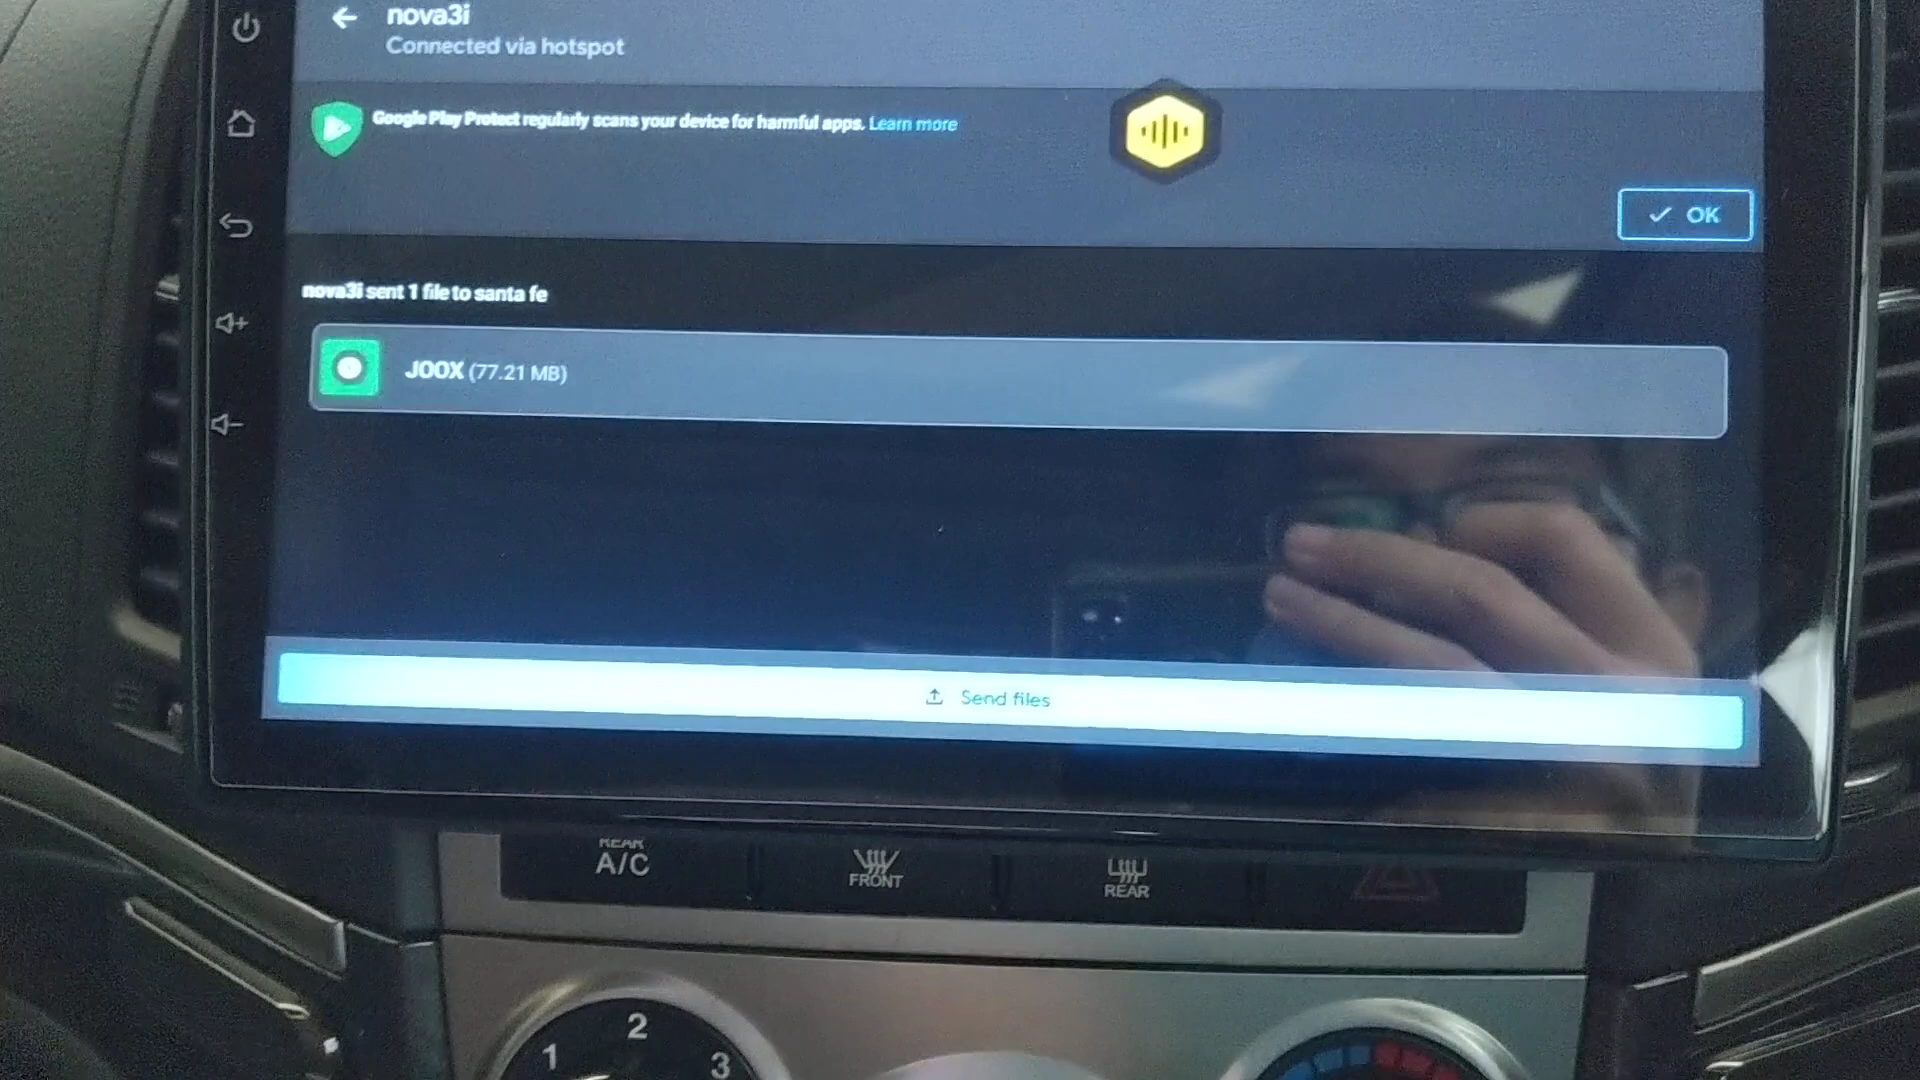 nova3i
Connected via hotspot
Google Play Protect regularly scans your device for harmful apps. Learn more
OK
nova3i sent 1 file to santa fe
JOOX (77.21 MB)
Send files
REAR
A/C
FRONT
REAR
1
2
3